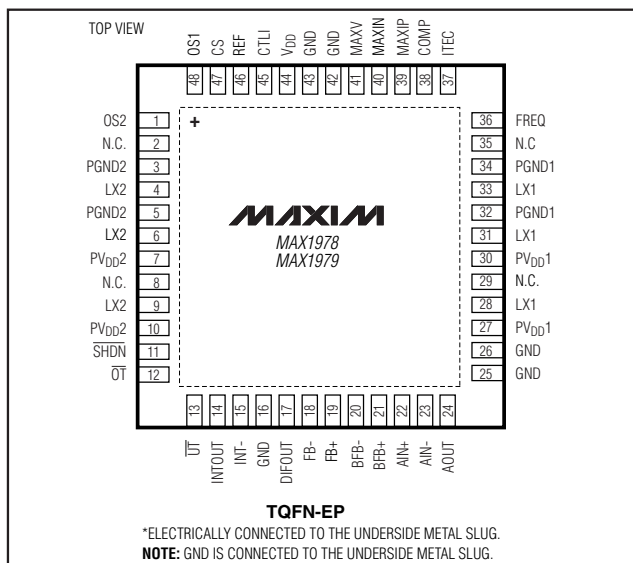 TOP VIEW
OS1
CS
REF
CTLI
VDD
GND
GND
MAXV
MAXIN
MAXIP
COMP
ITEC
48
47
46
45
44
43
42
41
40
39
38
37
OS2 1
N.C. 2
PGND2 3
LX2 4
PGND2 5
LX2 6
PVDD2 7
N.C. 8
LX2 9
PVDD2 10
SHDN 11
OT 12
+
MAXIM
MAX1978
MAX1979
36 FREQ
35 N.C
34 PGND1
33 LX1
32 PGND1
31 LX1
30 PVDD1
29 N.C.
28 LX1
27 PVDD1
26 GND
25 GND
13
14
15
16
17
18
19
20
21
22
23
24
UT
INTOUT
INT-
GND
DIFOUT
FB-
FB+
BFB-
BFB+
AIN+
AIN-
AOUT
TQFN-EP
*ELECTRICALLY CONNECTED TO THE UNDERSIDE METAL SLUG.
NOTE: GND IS CONNECTED TO THE UNDERSIDE METAL SLUG.